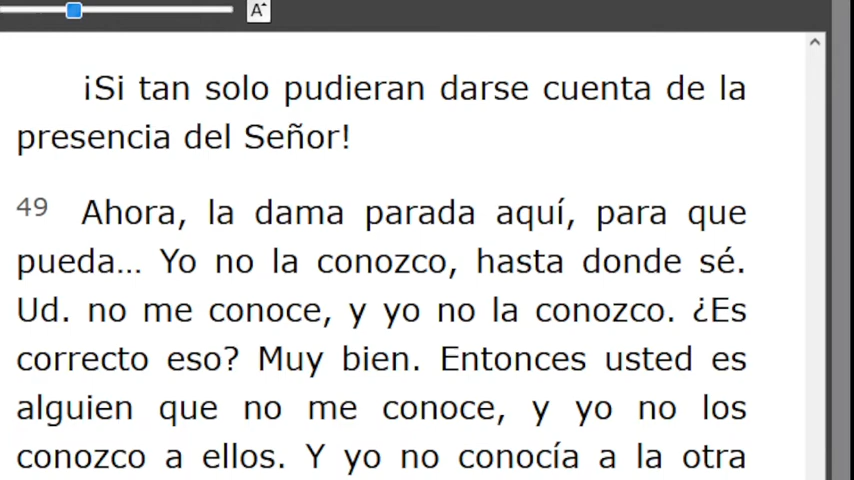 A
¡Si tan solo pudieran darse cuenta de la
presencia del Señor!
49 Ahora, la dama parada aquí, para que
pueda... Yo no la conozco, hasta donde sé.
Ud. no me conoce, y yo no la conozco. ¿Es
correcto eso? Muy bien. Entonces usted es
alguien que no me conoce, y yo no los
conozco a ellos. Y yo no conocía a la otra